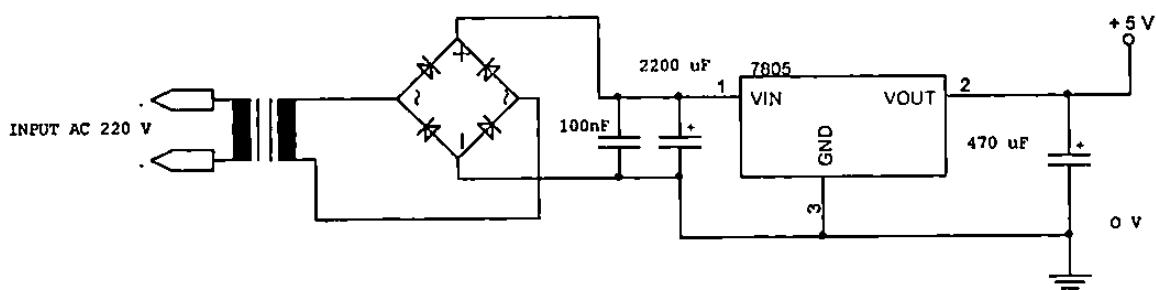 + 5 V
2200 uF
7805
1
VIN
VOUT
2
INPUT AC 220 V
100nF
GND
470 uF
3
0 V